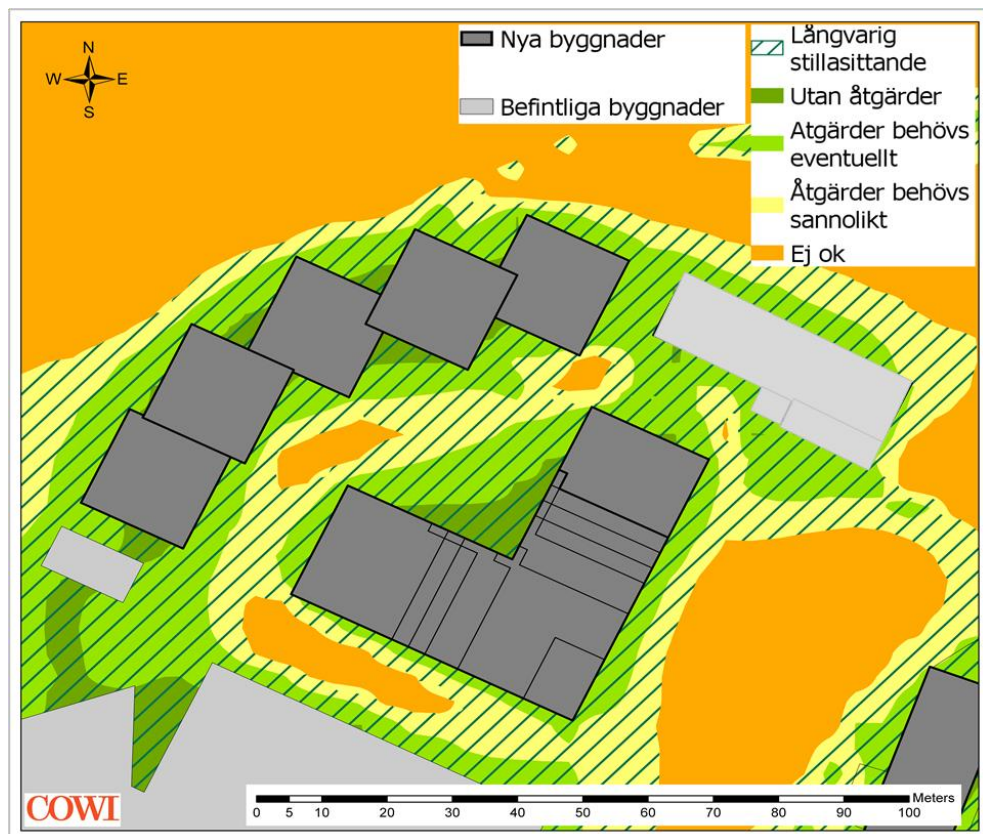 N
W E
S
Nya byggnader
Befintliga byggnader
Långvarig
stillasittande
Utan åtgärder
Atgärder behövs
eventuellt
Åtgärder behövs
sannolikt
Ej ok
COWI
Meters
0 5 10 20 30 40 50 60 70 80 90 100